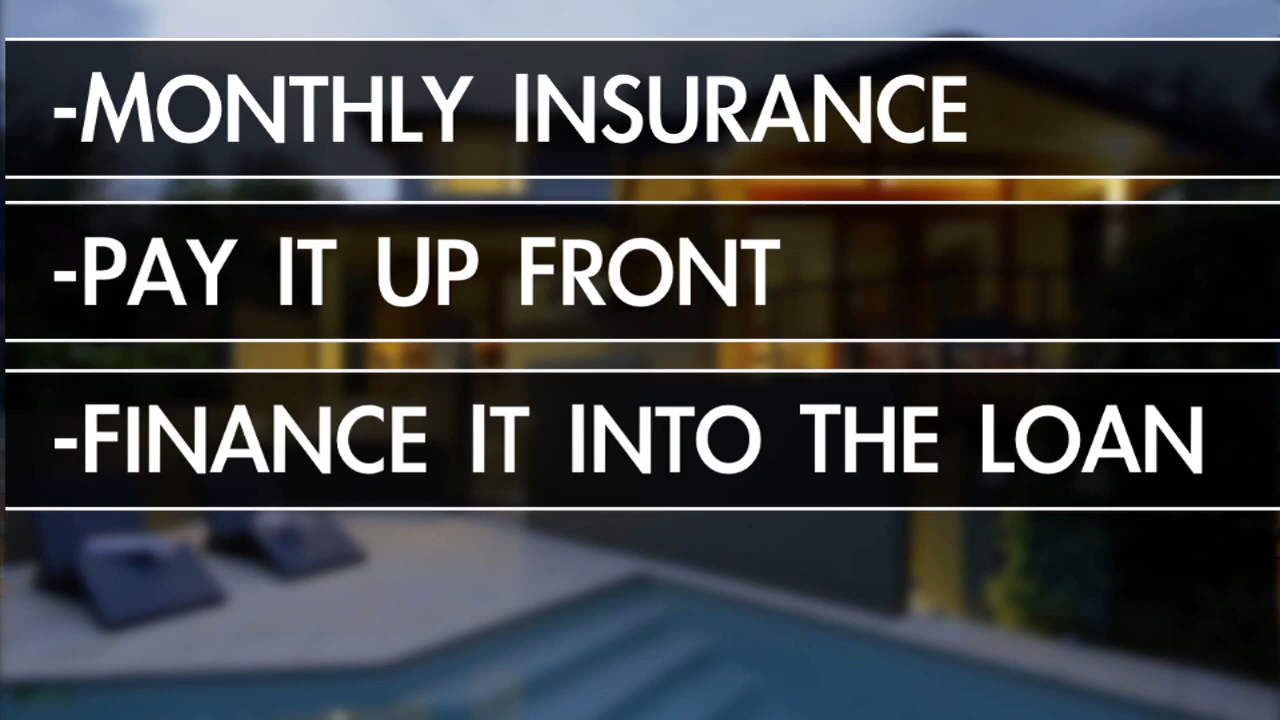 -MONTHLY INSURANCE
-PAY IT UP FRONT
-FINANCE IT INTO THE LOAN